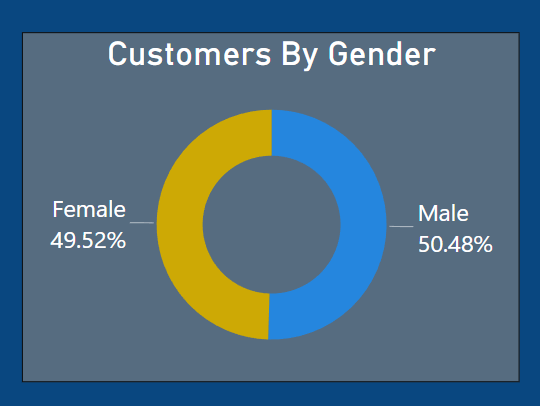 Customers By Gender
Female
49.52%
Male
50.48%